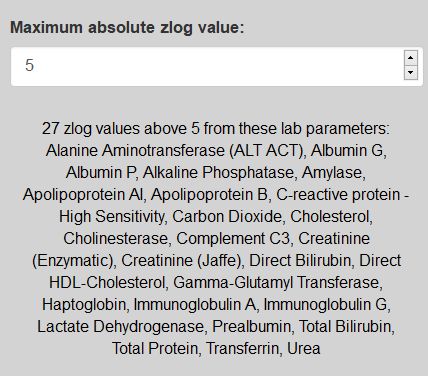 Maximum absolute zlog value:
5
27 zlog values above 5 from these lab parameters:
Alanine Aminotransferase (ALT ACT), Albumin G,
Albumin P, Alkaline Phosphatase, Amylase,
Apolipoprotein AI, Apolipoprotein B, C-reactive protein -
High Sensitivity, Carbon Dioxide, Cholesterol,
Cholinesterase, Complement C3, Creatinine
(Enzymatic), Creatinine (Jaffe), Direct Bilirubin, Direct
HDL-Cholesterol, Gamma-Glutamyl Transferase,
Haptoglobin, Immunoglobulin A, Immunoglobulin G,
Lactate Dehydrogenase, Prealbumin, Total Bilirubin,
Total Protein, Transferrin, Urea